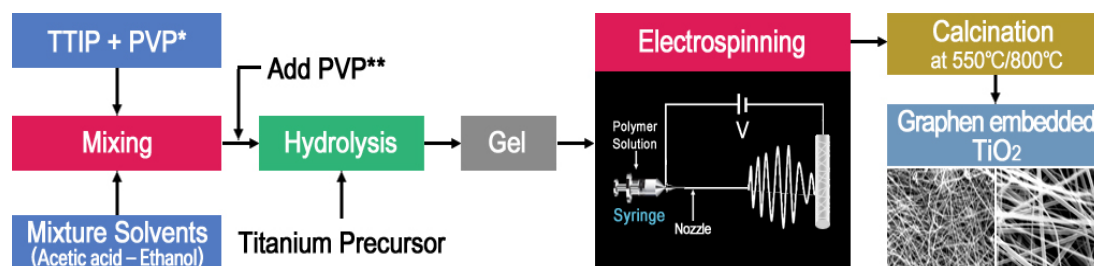 TTIP + PVP*
Add PVP**
Mixing
Mixture Solvents
(Acetic acid – Ethanol)
Hydrolysis
Titanium Precursor
Gel
Electrospinning
V
Polymer
Solution
Syringe
Nozzle
Calcination
at 550℃/800℃
Graphen embedded
TiO₂